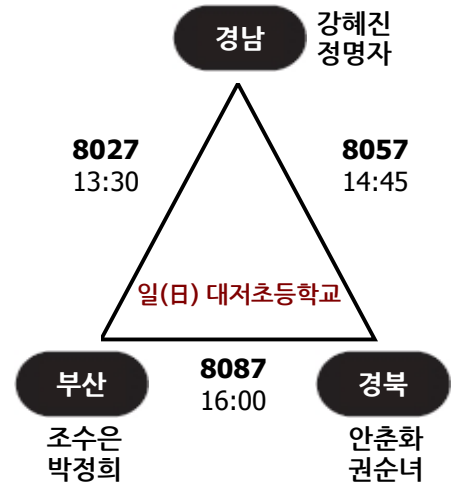 경남
강혜진
정명자
8027
13:30
8057
14:45
일(日) 대저초등학교
부산
8087
16:00
경북
조수은
박정희
안춘화
권순녀